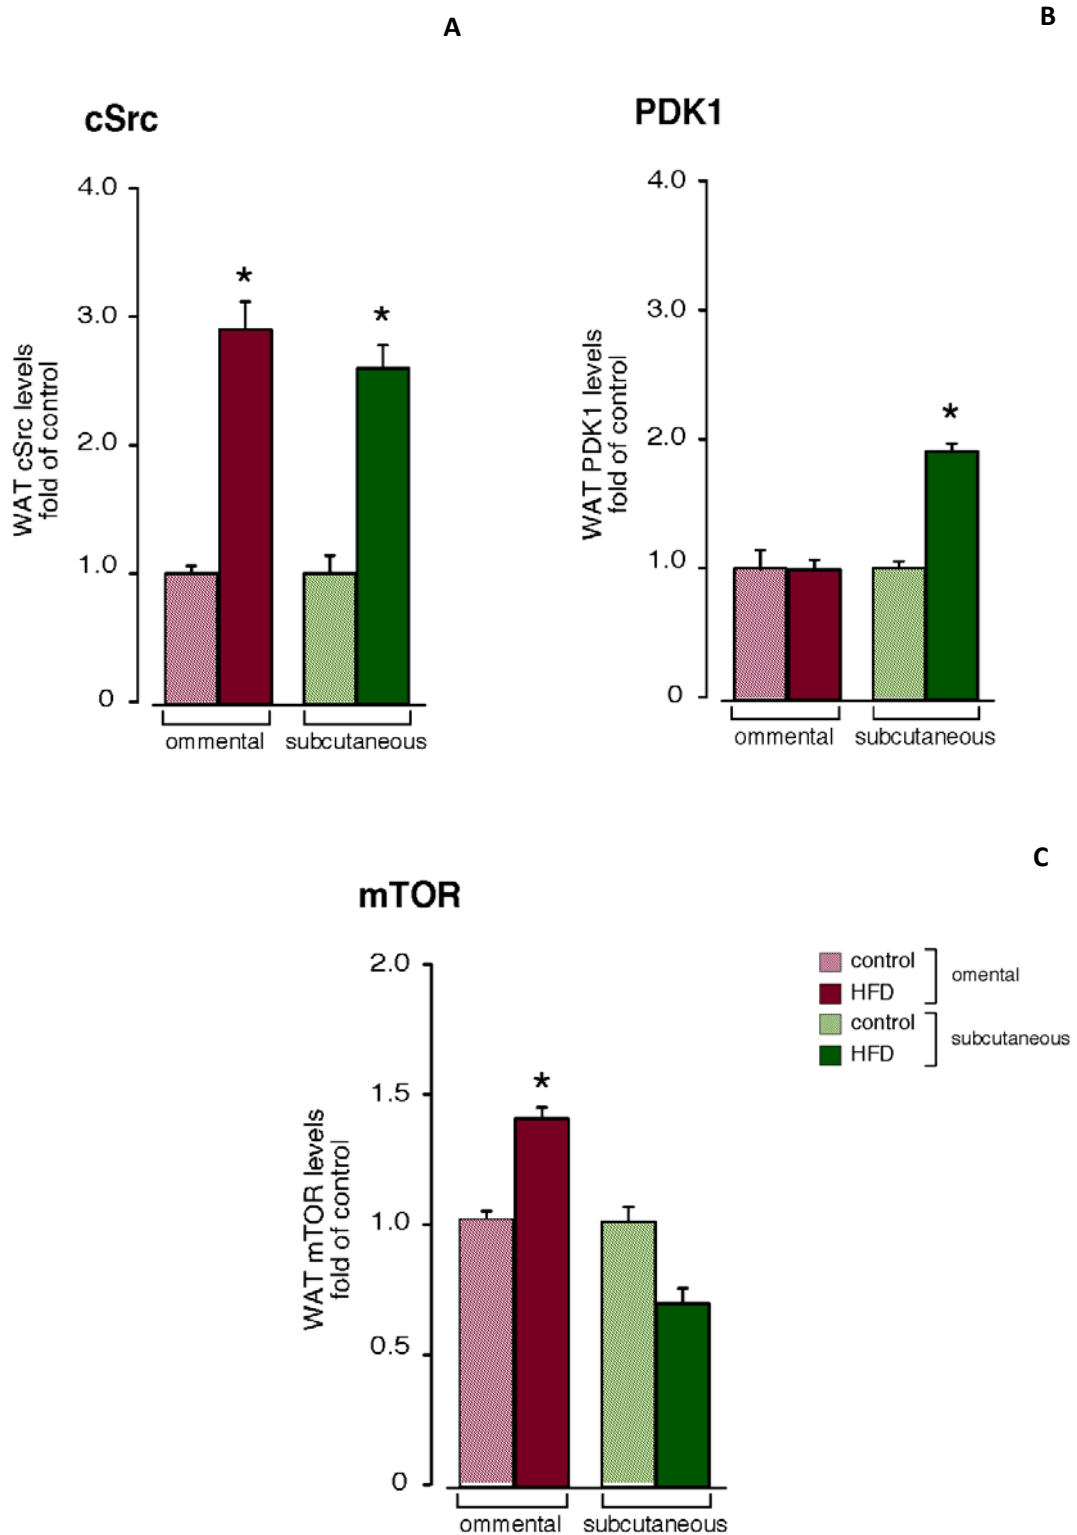 A
B
cSrc
PDK1
4.0
3.0
2.0
1.0
0
WAT cSrc levels
fold of control
*
*
ommental
subcutaneous
4.0
3.0
2.0
1.0
0
WAT PDK1 levels
fold of control
*
ommental
subcutaneous
C
mTOR
2.0
1.5
1.0
0.5
0
WAT mTOR levels
fold of control
*
ommental
subcutaneous
control
HFD
omental
control
HFD
subcutaneous